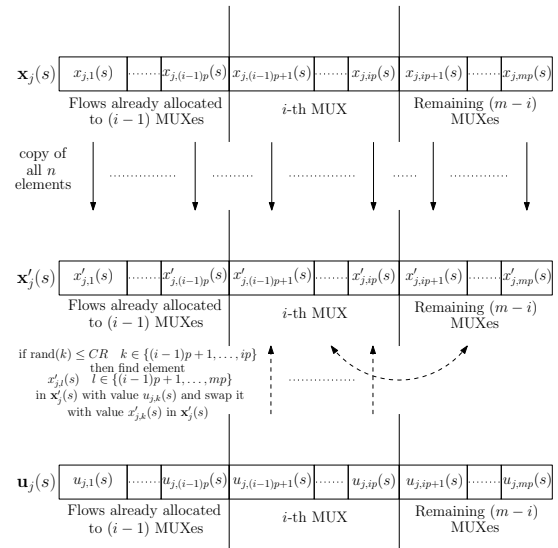 𝐱_j(s) x_{j,1}(s) ........ x_{j,(i−1)p}(s) x_{j,(i−1)p+1}(s) ........ x_{j,ip}(s) x_{j,ip+1}(s) ........ x_{j,mp}(s)
Flows already allocated
to (i − 1) MUXes
i-th MUX
Remaining (m − i)
MUXes
copy of
all n
elements
𝐱′_j(s) x′_{j,1}(s) ........ x′_{j,(i−1)p}(s) x′_{j,(i−1)p+1}(s) ........ x′_{j,ip}(s) x′_{j,ip+1}(s) ........ x′_{j,mp}(s)
Flows already allocated
to (i − 1) MUXes
i-th MUX
Remaining (m − i)
MUXes
if rand(k) ≤ CR k ∈ {(i − 1)p + 1, . . . , ip}
then find element
x′_{j,l}(s) l ∈ {(i − 1)p + 1, . . . , mp}
in 𝐱′_j(s) with value u_{j,k}(s) and swap it
with value x′_{j,k}(s) in 𝐱′_j(s)
𝐮_j(s) u_{j,1}(s) ........ u_{j,(i−1)p}(s) u_{j,(i−1)p+1}(s) ........ u_{j,ip}(s) u_{j,ip+1}(s) ........ u_{j,mp}(s)
Flows already allocated
to (i − 1) MUXes
i-th MUX
Remaining (m − i)
MUXes